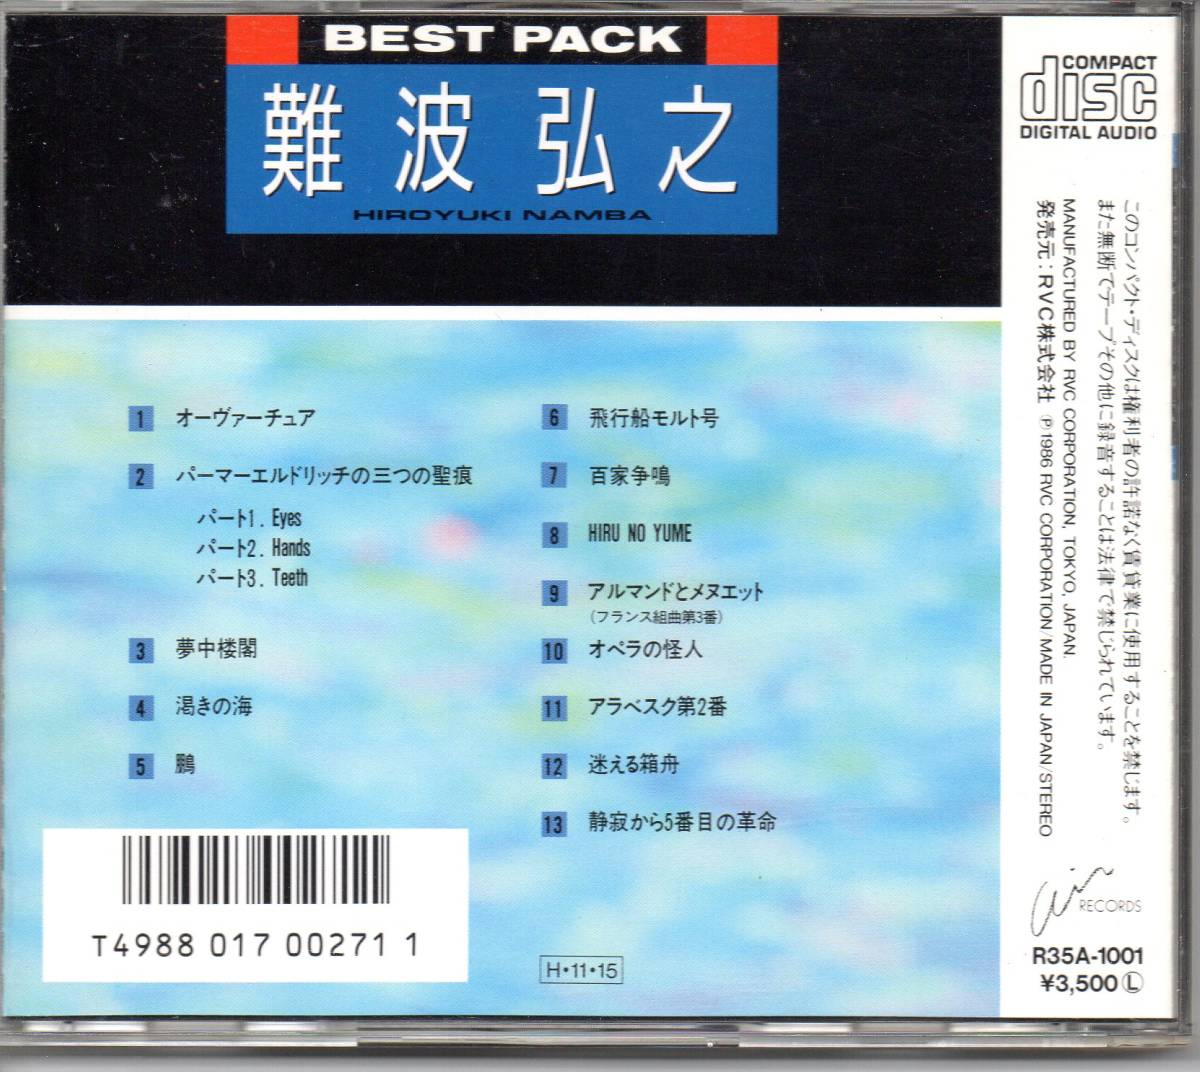 BEST PACK
難波弘之
HIROYUKI NAMBA
1 オーヴァーチュア
2 パーマーエルドリッチの三つの聖痕
パート1. Eyes
パート2. Hands
パート3. Teeth
3 夢中楼閣
4 渇きの海
5 鵬
6 飛行船モルト号
7 百家争鳴
8 HIRU NO YUME
9 アルマンドとメヌエット
(フランス組曲第3番)
10 オペラの怪人
11 アラベスク第2番
12 迷える箱舟
13 静寂から5番目の革命
T4988 017 00271 1
H・11・15
COMPACT
disc
DIGITAL AUDIO
このコンパクト・ディスクは権利者の許諾なく賃貸業に使用することを禁じます。
また無断でテープその他に録音することは法律で禁じられています。
MANUFACTURED BY RVC CORPORATION, TOKYO, JAPAN.
発売元：RVC株式会社 ℗1986 RVC CORPORATION/MADE IN JAPAN/STEREO
Air RECORDS
R35A-1001
¥3,500 Ⓛ